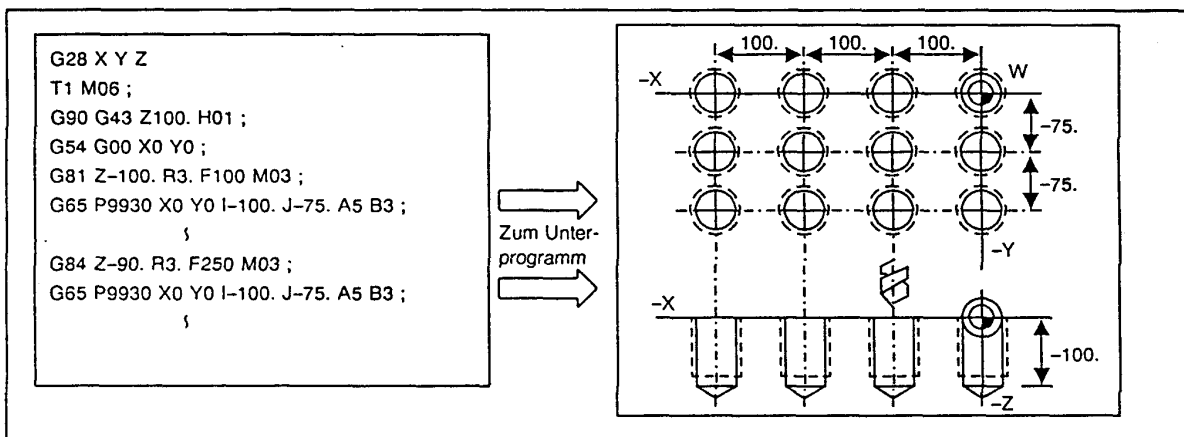 G28 X Y Z
T1 M06 ;
G90 G43 Z100. H01 ;
G54 G00 X0 Y0 ;
G81 Z–100. R3. F100 M03 ;
G65 P9930 X0 Y0 I–100. J–75. A5 B3 ;
G84 Z–90. R3. F250 M03 ;
G65 P9930 X0 Y0 I–100. J–75. A5 B3 ;
Zum Unter-
programm
100. 100. 100.
–X
W
–75.
–75.
–Y
–X
–100.
–Z